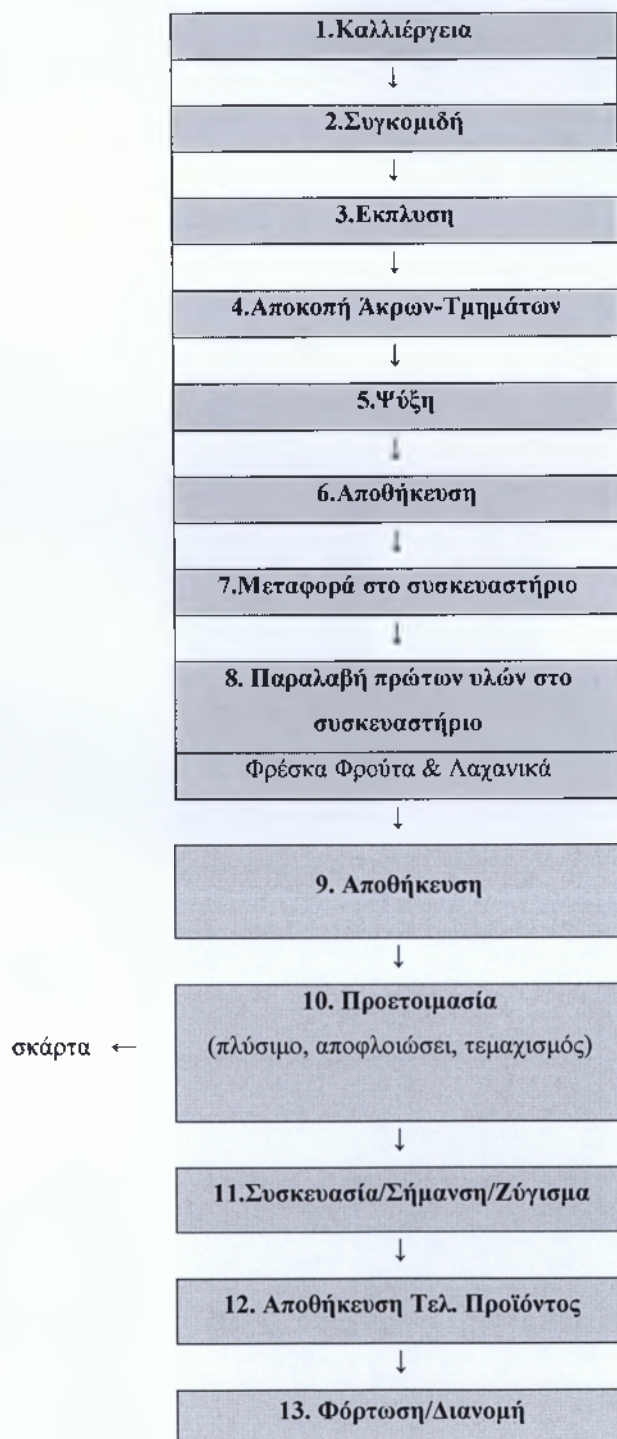 1.Καλλιέργεια
↓
2.Συγκομιδή
↓
3.Εκπλυση
↓
4.Αποκοπή Άκρων-Τμημάτων
↓
5.Ψύξη
↓
6.Αποθήκευση
↓
7.Μεταφορά στο συσκευαστήριο
↓
8. Παραλαβή πρώτων υλών στο
συσκευαστήριο
Φρέσκα Φρούτα & Λαχανικά
↓
9. Αποθήκευση
↓
10. Προετοιμασία
σκάρτα ← (πλύσιμο, αποφλοιώσει, τεμαχισμός)
↓
11.Συσκευασία/Σήμανση/Ζύγισμα
↓
12. Αποθήκευση Τελ. Προϊόντος
↓
13. Φόρτωση/Διανομή